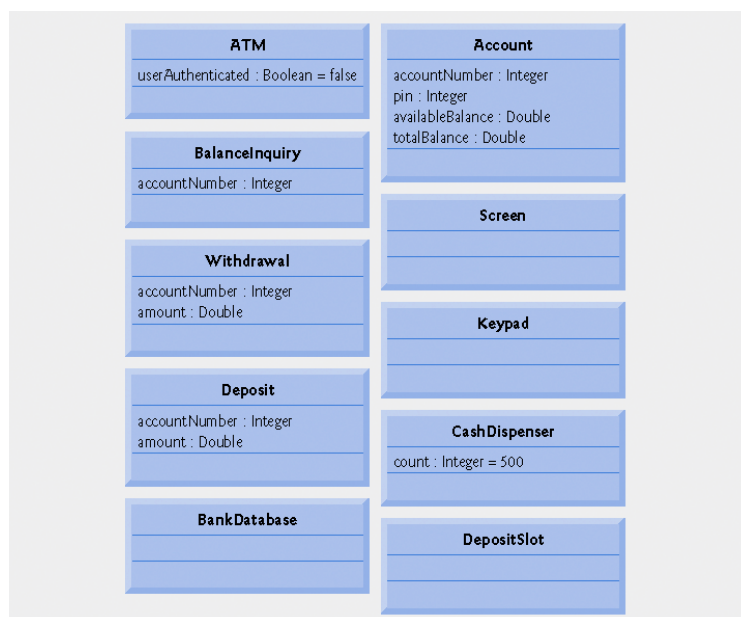 ATM
userAuthenticated : Boolean = false
BalanceInquiry
accountNumber : Integer
Withdrawal
accountNumber : Integer
amount : Double
Deposit
accountNumber : Integer
amount : Double
BankDatabase
Account
accountNumber : Integer
pin : Integer
availableBalance : Double
totalBalance : Double
Screen
Keypad
CashDispenser
count : Integer = 500
DepositSlot